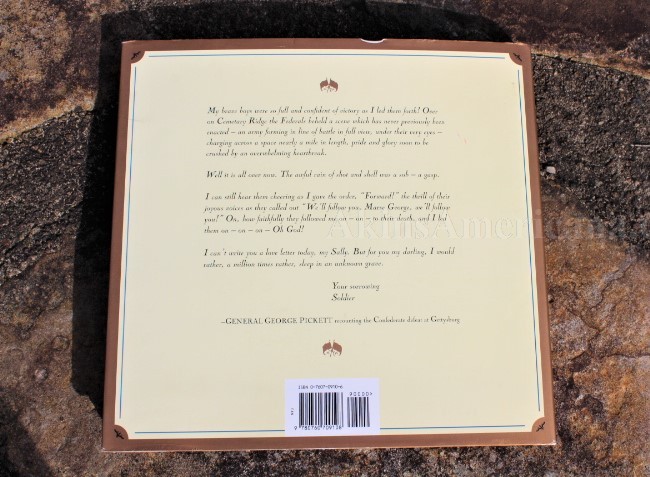 My brave boys were so full and confident of victory as I led them forth! Over
on Cemetery Ridge the Federals beheld a scene which has never previously been
enacted – an army forming in line of battle in full view, under their very eyes –
charging across a space nearly a mile in length, pride and glory soon to be
crushed by an overwhelming heartbreak.
Well it is all over now. The awful rain of shot and shell was a sob – a gasp.
I can still hear them cheering as I gave the order, "Forward!" the thrill of their
joyous voices as they called out "We'll follow you, Marse George, we'll follow
you!" On, how faithfully they followed me on – on – to their death, and I led
them on – on – on – Oh God!
I can't write you a love letter today, my Sally. But for you my darling, I would
rather, a million times rather, sleep in an unknown grave.
Your sorrowing
Soldier
–GENERAL GEORGE PICKETT recounting the Confederate defeat at Gettysburg
AkinsAmericana
90000